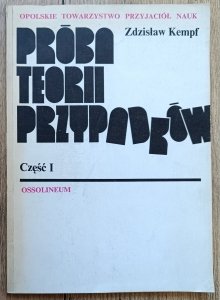 OPOLSKIE TOWARZYSTWO PRZYJACIÓŁ NAUK
Zdzisław Kempf
PRÓBA
TEORII
PRZYPADKÓW
Część I
OSSOLINEUM